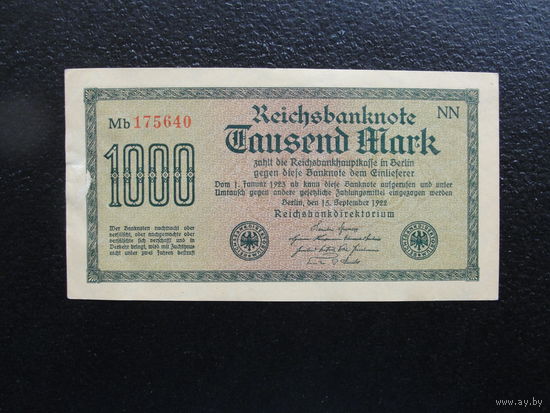 Mb 175640
NN
1000
Reichsbanknote
Tausend Mark
zahlt die Reichsbankhauptkasse in Berlin
gegen diese Banknote dem Einlieferer
Dom 1. Januar 1923 ab kann diese Banknote aufgerufen und unter
Umtausch gegen andere gesetzliche Zahlungsmittel eingezogen werden
Berlin, den 15. September 1922
Reichsbankdirektorium
Wer Banknoten nachmacht oder
verfälscht, oder nachgemachte oder
verfälschte sich verschafft und in
Verkehr bringt, wird mit Zuchthaus
nicht unter zwei Jahren bestraft
www.ay.by